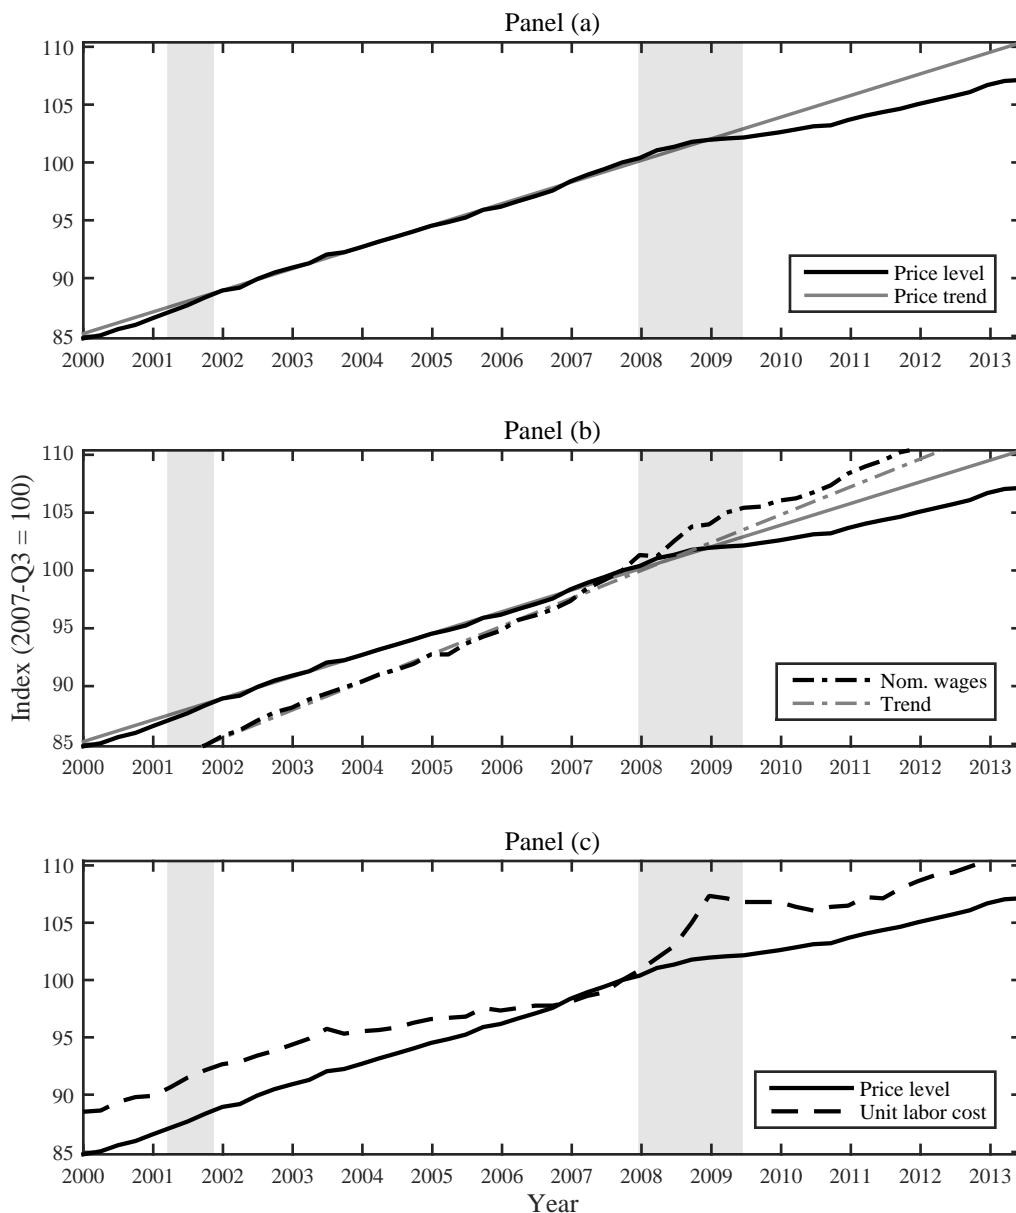 Panel (a)
110
105
100
95
90
85
Price level
Price trend
2000 2001 2002 2003 2004 2005 2006 2007 2008 2009 2010 2011 2012 2013
Panel (b)
Index (2007-Q3 = 100)
110
105
100
95
90
85
Nom. wages
Trend
2000 2001 2002 2003 2004 2005 2006 2007 2008 2009 2010 2011 2012 2013
Panel (c)
110
105
100
95
90
85
Price level
Unit labor cost
2000 2001 2002 2003 2004 2005 2006 2007 2008 2009 2010 2011 2012 2013
Year